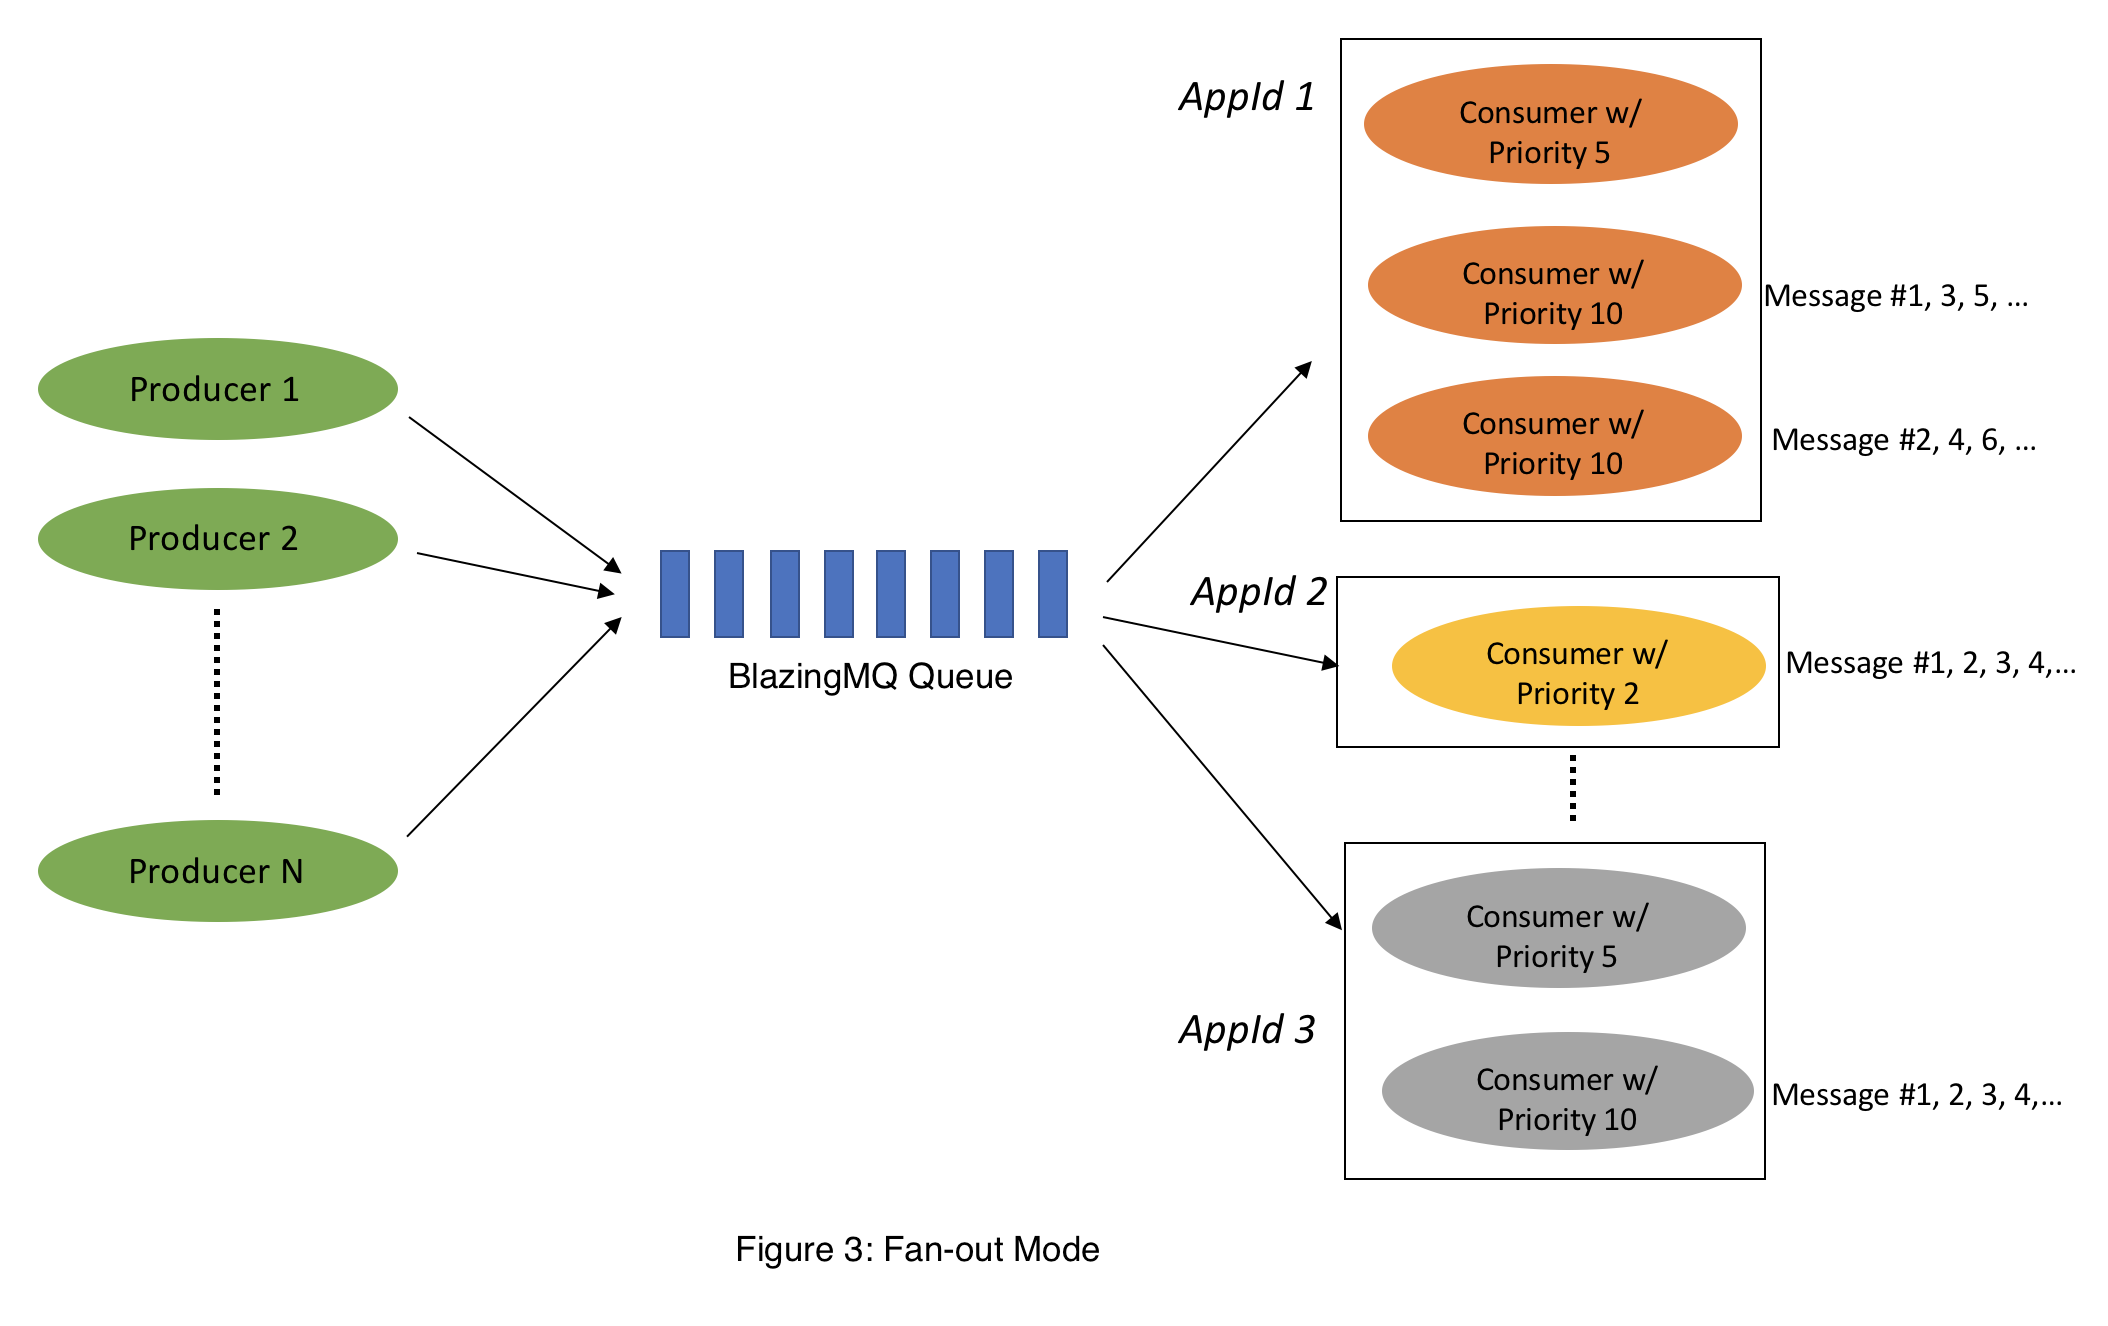 AppId 1
Consumer w/
Priority 5
Consumer w/
Priority 10
Message #1, 3, 5, ...
Consumer w/
Priority 10
Message #2, 4, 6, ...
Producer 1
Producer 2
Producer N
BlazingMQ Queue
AppId 2
Consumer w/
Priority 2
Message #1, 2, 3, 4,...
AppId 3
Consumer w/
Priority 5
Consumer w/
Priority 10
Message #1, 2, 3, 4,...
Figure 3: Fan-out Mode